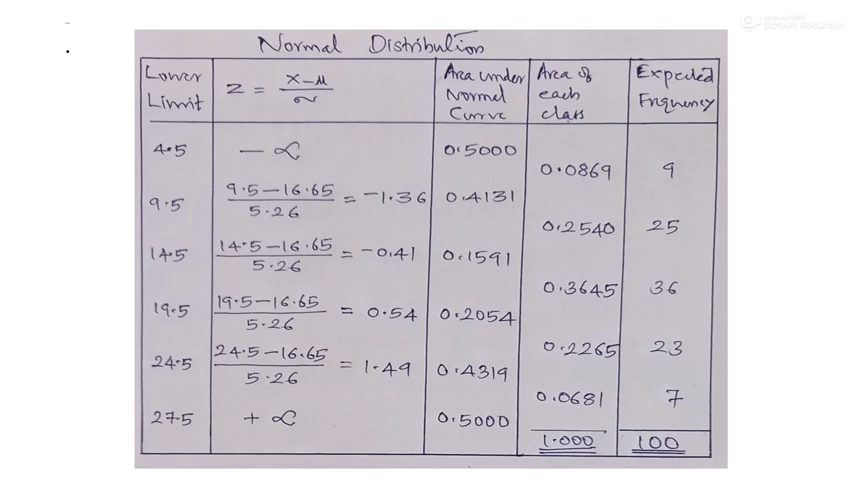 Screen Recorder
Normal Distribution
Lower Limit | Z = X-μ / σ | Area under Normal Curve | Area of each class | Expected Frquency
4.5 | - ∝ | 0.5000
0.0869 | 9
9.5 | 9.5-16.65 / 5.26 = -1.36 | 0.4131
0.2540 | 25
14.5 | 14.5-16.65 / 5.26 = -0.41 | 0.1591
0.3645 | 36
19.5 | 19.5-16.65 / 5.26 = 0.54 | 0.2054
0.2265 | 23
24.5 | 24.5-16.65 / 5.26 = 1.49 | 0.4319
0.0681 | 7
27.5 | + ∝ | 0.5000
1.000 | 100